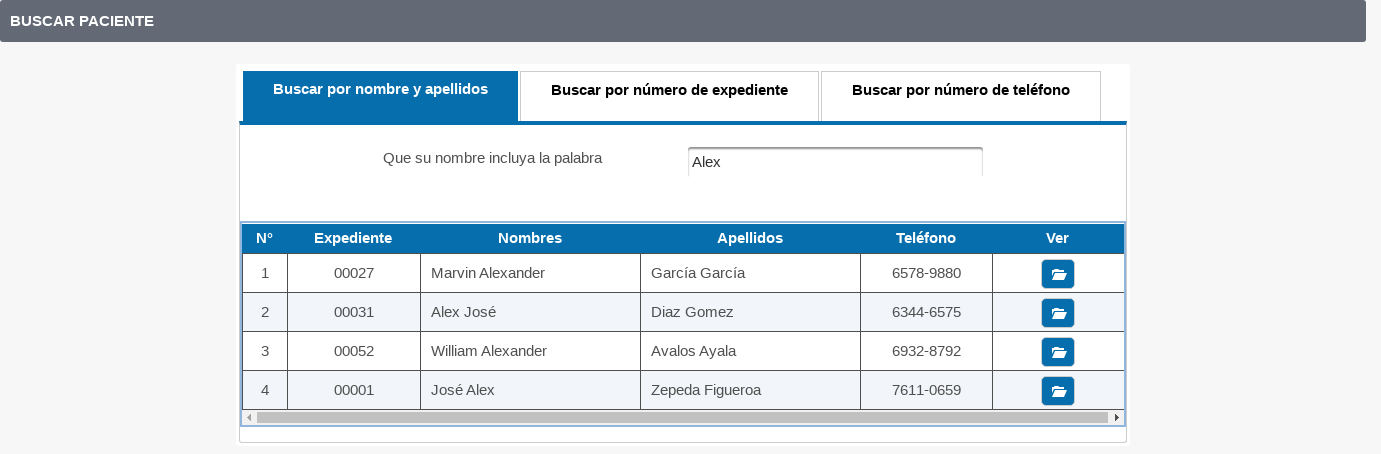 BUSCAR PACIENTE
Buscar por nombre y apellidos Buscar por número de expediente Buscar por número de teléfono
Que su nombre incluya la palabra Alex
N° Expediente Nombres Apellidos Teléfono Ver
1 00027 Marvin Alexander García García 6578-9880
2 00031 Alex José Diaz Gomez 6344-6575
3 00052 William Alexander Avalos Ayala 6932-8792
4 00001 José Alex Zepeda Figueroa 7611-0659